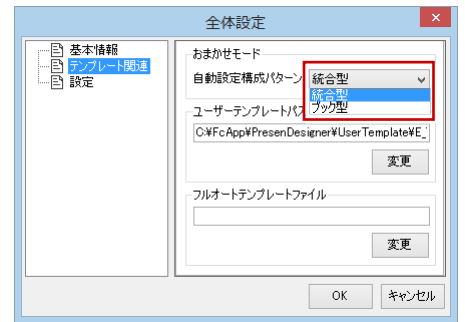 全体設定
基本情報
テンプレート関連
設定
おまかせモード
自動設定構成パターン 統合型
統合型
ブック型
ユーザーテンプレートパス
C:¥FcApp¥PresenDesigner¥UserTemplate¥E_
変更
フルオートテンプレートファイル
変更
OK キャンセル